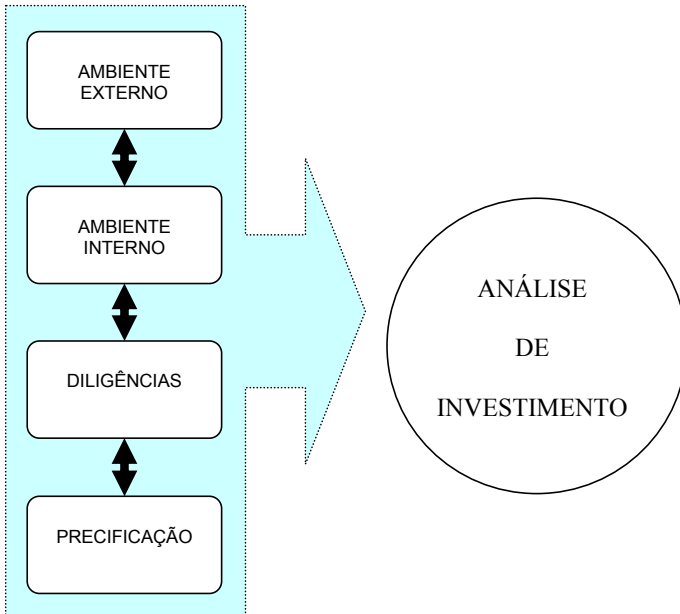 AMBIENTE
EXTERNO
AMBIENTE
INTERNO
DILIGÊNCIAS
PRECIFICAÇÃO
ANÁLISE
DE
INVESTIMENTO